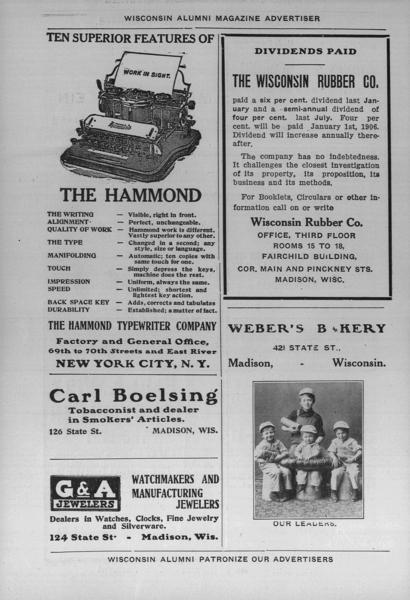 WISCONSIN ALUMNI MAGAZINE ADVERTISER
TEN SUPERIOR FEATURES OF
WORK IN SIGHT.
THE HAMMOND
THE WRITING — Visible, right in front.
ALIGNMENT — Perfect, unchangeable.
QUALITY OF WORK — Hammond work is different. Vastly superior to any other.
THE TYPE — Changed in a second; any style, size or language.
MANIFOLDING — Automatic; ten copies with same touch for one.
TOUCH — Simply depress the keys, machine does the rest.
IMPRESSION — Uniform, always the same.
SPEED — Unlimited; shortest and lightest key action.
BACK SPACE KEY — Adds, corrects and tabulates
DURABILITY — Established; a matter of fact.
THE HAMMOND TYPEWRITER COMPANY
Factory and General Office,
69th to 70th Streets and East River
NEW YORK CITY, N. Y.
Carl Boelsing
Tobacconist and dealer
in Smokers' Articles.
126 State St. MADISON, WIS.
G&A
JEWELERS
WATCHMAKERS AND
MANUFACTURING
JEWELERS
Dealers in Watches, Clocks, Fine Jewelry
and Silverware.
124 State St - Madison, Wis.
DIVIDENDS PAID
THE WISCONSIN RUBBER CO.
paid a six per cent. dividend last Jan-
uary and a semi-annual dividend of
four per cent. last July. Four per
cent. will be paid January 1st, 1906.
Dividend will increase annually there-
after.
The company has no indebtedness.
It challenges the closest investigation
of its property, its proposition, its
business and its methods.
For Booklets, Circulars or other in-
formation call on or write
Wisconsin Rubber Co.
OFFICE, THIRD FLOOR
ROOMS 15 TO 18,
FAIRCHILD BUILDING,
COR. MAIN AND PINCKNEY STS.
MADISON, WISC.
WEBER'S BAKERY
421 STATE ST.,
Madison, - Wisconsin.
OUR LEADERS.
WISCONSIN ALUMNI PATRONIZE OUR ADVERTISERS